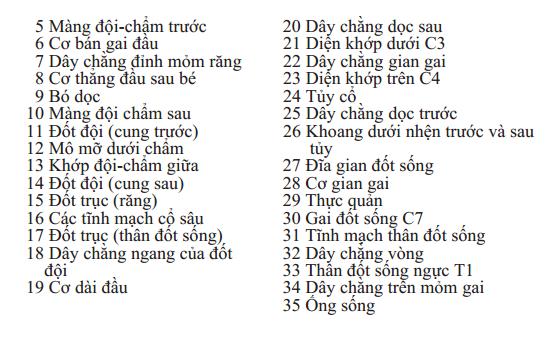 5 Màng đội-chẩm trước
6 Cơ bán gai đầu
7 Dây chằng đỉnh mỏm răng
8 Cơ thẳng đầu sau bé
9 Bó dọc
10 Màng đội chẩm sau
11 Đốt đội (cung trước)
12 Mô mỡ dưới chẩm
13 Khớp đội-chẩm giữa
14 Đốt đội (cung sau)
15 Đốt trục (răng)
16 Các tĩnh mạch cổ sâu
17 Đốt trục (thân đốt sống)
18 Dây chằng ngang của đốt
đội
19 Cơ dài đầu
20 Dây chằng dọc sau
21 Diện khớp dưới C3
22 Dây chằng gian gai
23 Diện khớp trên C4
24 Tủy cổ
25 Dây chằng dọc trước
26 Khoang dưới nhện trước và sau
tủy
27 Đĩa gian đốt sống
28 Cơ gian gai
29 Thực quản
30 Gai đốt sống C7
31 Tĩnh mạch thân đốt sống
32 Dây chằng vòng
33 Thân đốt sống ngực T1
34 Dây chằng trên mỏm gai
35 Ống sống